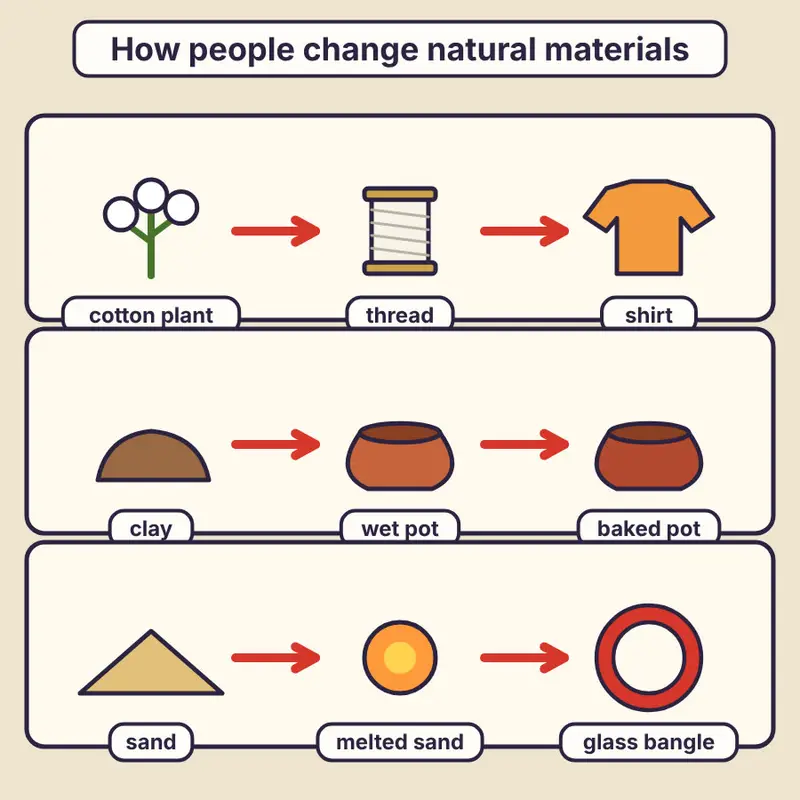 How people change natural materials
cotton plant
thread
shirt
clay
wet pot
baked pot
sand
melted sand
glass bangle